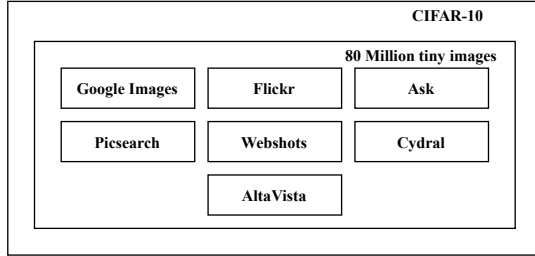 CIFAR-10
80 Million tiny images
Google Images
Flickr
Ask
Picsearch
Webshots
Cydral
AltaVista